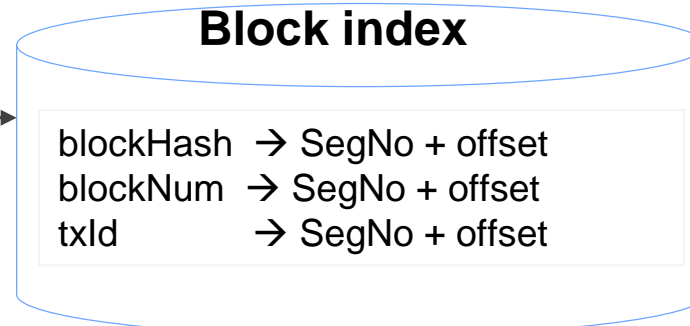 Block index
blockHash → SegNo + offset
blockNum → SegNo + offset
txId → SegNo + offset